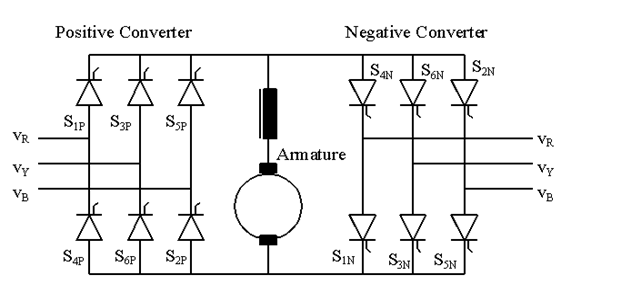 Positive Converter Negative Converter
S4N S6N S2N
S1P S3P S5P
vR vR
Armature
vY vY
vB vB
S4P S6P S2P S1N S3N S5N